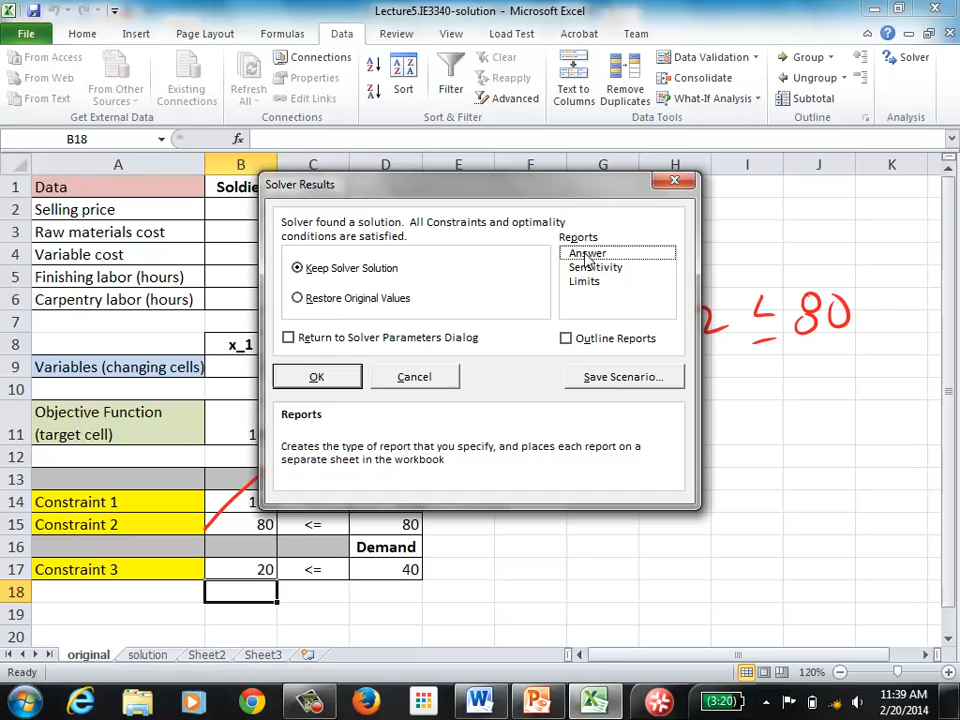 Lecture5.IE3340-solution - Microsoft Excel
File Home Insert Page Layout Formulas Data Review View Load Test Acrobat Team
From Access
From Web
From Text
From Other Sources
Existing Connections
Get External Data
Refresh All
Connections
Properties
Edit Links
Connections
Sort
Filter
Clear
Reapply
Advanced
Sort & Filter
Text to Columns
Remove Duplicates
Data Validation
Consolidate
What-If Analysis
Data Tools
Group
Ungroup
Subtotal
Outline
Solver
Analysis
B18 fx
A B C D E F G H I J K
1 Data Soldie
2 Selling price
3 Raw materials cost
4 Variable cost
5 Finishing labor (hours)
6 Carpentry labor (hours)
7
8 x_1
9 Variables (changing cells)
10
11 Objective Function (target cell) 1
12
13
14 Constraint 1 1
15 Constraint 2 80 <= 80
16 Demand
17 Constraint 3 20 <= 40
18
19
20
2 ≤ 80
Solver Results
Solver found a solution. All Constraints and optimality
conditions are satisfied.
Keep Solver Solution
Restore Original Values
Reports
Answer
Sensitivity
Limits
Return to Solver Parameters Dialog
Outline Reports
OK Cancel Save Scenario...
Reports
Creates the type of report that you specify, and places each report on a
separate sheet in the workbook
original solution Sheet2 Sheet3
Ready 120%
(3:20)
11:39 AM
2/20/2014